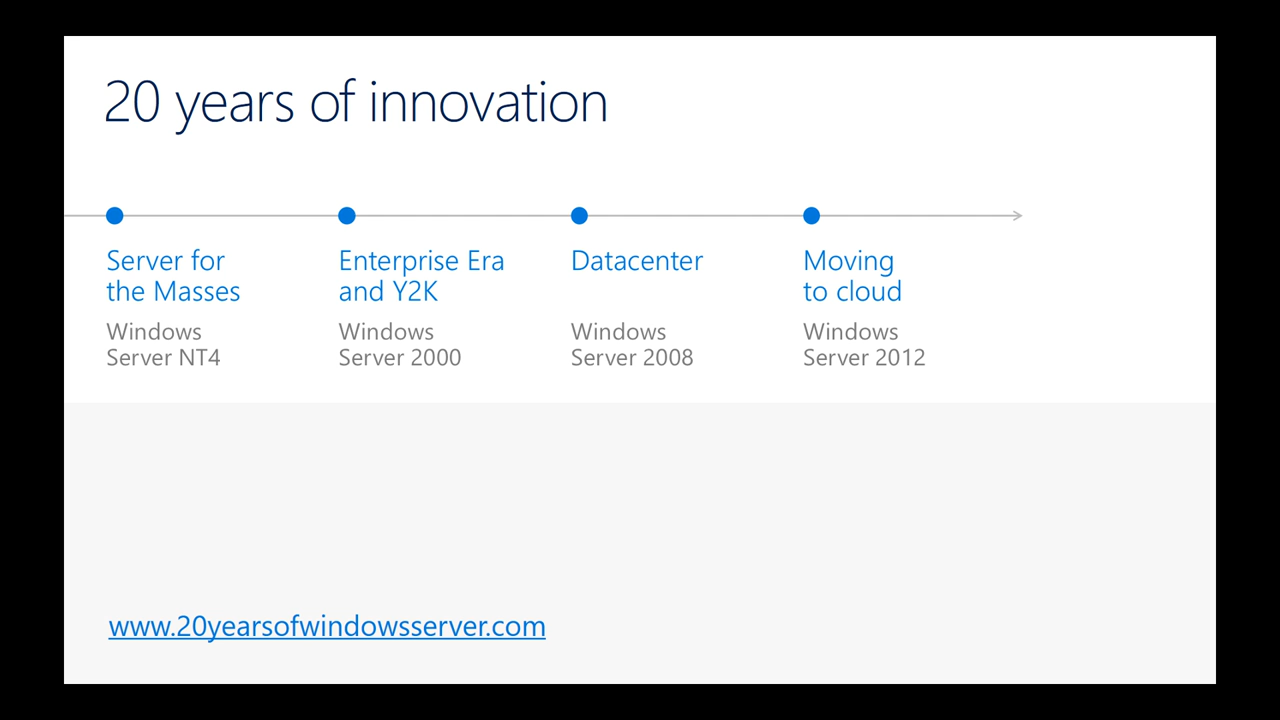 20 years of innovation
Server for
the Masses
Windows
Server NT4
Enterprise Era
and Y2K
Windows
Server 2000
Datacenter
Windows
Server 2008
Moving
to cloud
Windows
Server 2012
www.20yearsofwindowsserver.com